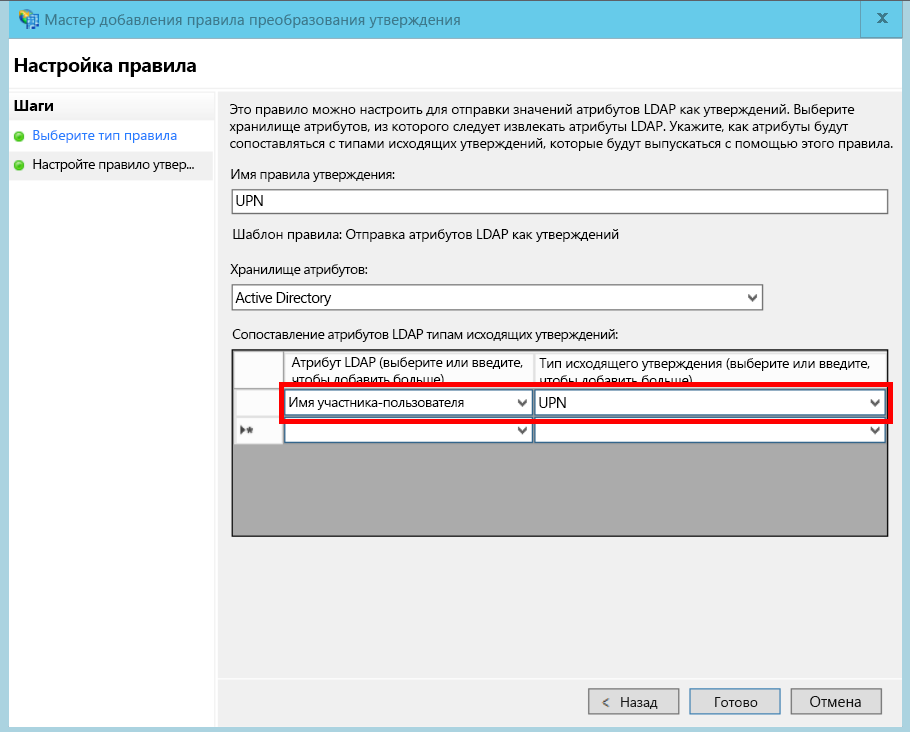 Мастер добавления правила преобразования утверждения
X
Настройка правила
Шаги
Выберите тип правила
Настройте правило утвер...
Это правило можно настроить для отправки значений атрибутов LDAP как утверждений. Выберите
хранилище атрибутов, из которого следует извлекать атрибуты LDAP. Укажите, как атрибуты будут
сопоставляться с типами исходящих утверждений, которые будут выпускаться с помощью этого правила.
Имя правила утверждения:
UPN
Шаблон правила: Отправка атрибутов LDAP как утверждений
Хранилище атрибутов:
Active Directory
Сопоставление атрибутов LDAP типам исходящих утверждений:
Атрибут LDAP (выберите или введите,
чтобы добавить больше)
Тип исходящего утверждения (выберите или введите,
чтобы добавить больше)
Имя участника-пользователя
UPN
< Назад
Готово
Отмена